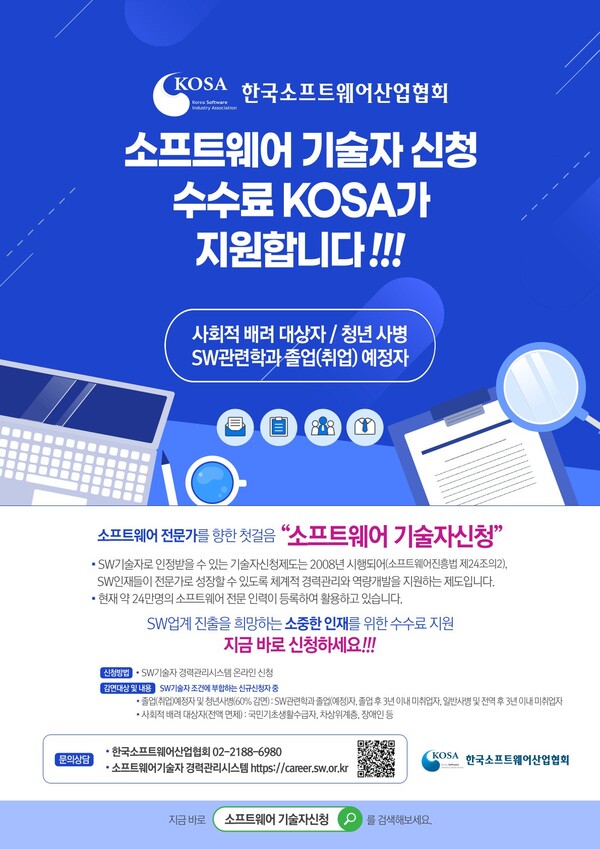 KOSA
Korea Software
Industry Association
한국소프트웨어산업협회
소프트웨어 기술자 신청
수수료 KOSA가
지원합니다!!!
사회적 배려 대상자 / 청년 사병
SW관련학과 졸업(취업) 예정자
소프트웨어 전문가를 향한 첫걸음 “소프트웨어 기술자신청”
• SW기술자로 인정받을 수 있는 기술자신청제도는 2008년 시행되어(소프트웨어진흥법 제24조의2),
SW인재들이 전문가로 성장할 수 있도록 체계적 경력관리와 역량개발을 지원하는 제도입니다.
• 현재 약 24만명의 소프트웨어 전문 인력이 등록하여 활용하고 있습니다.
SW업계 진출을 희망하는 소중한 인재를 위한 수수료 지원
지금 바로 신청하세요!!!
신청방법 • SW기술자 경력관리시스템 온라인 신청
감면대상 및 내용 SW기술자 조건에 부합하는 신규신청자 중
• 졸업(취업)예정자 및 청년사병(60% 감면) : SW관련학과 졸업(예정)자, 졸업 후 3년 이내 미취업자, 일반사병 및 전역 후 3년 이내 미취업자
• 사회적 배려 대상자(전액 면제) : 국민기초생활수급자, 차상위계층, 장애인 등
문의상담
• 한국소프트웨어산업협회 02-2188-6980
• 소프트웨어기술자 경력관리시스템 https://career.sw.or.kr
KOSA
한국소프트웨어산업협회
지금 바로 소프트웨어 기술자신청 를 검색해보세요.